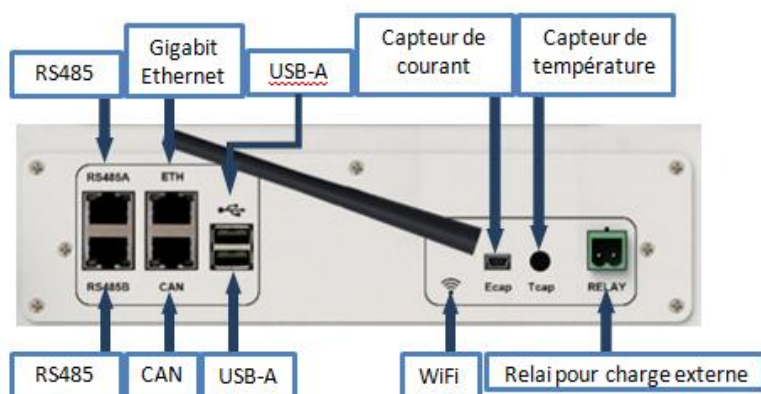 RS485
Gigabit
Ethernet
USB-A
Capteur de
courant
Capteur de
température
RS485A
ETH
RS485B
CAN
Ecap
Tcap
RELAY
RS485
CAN
USB-A
WiFi
Relai pour charge externe